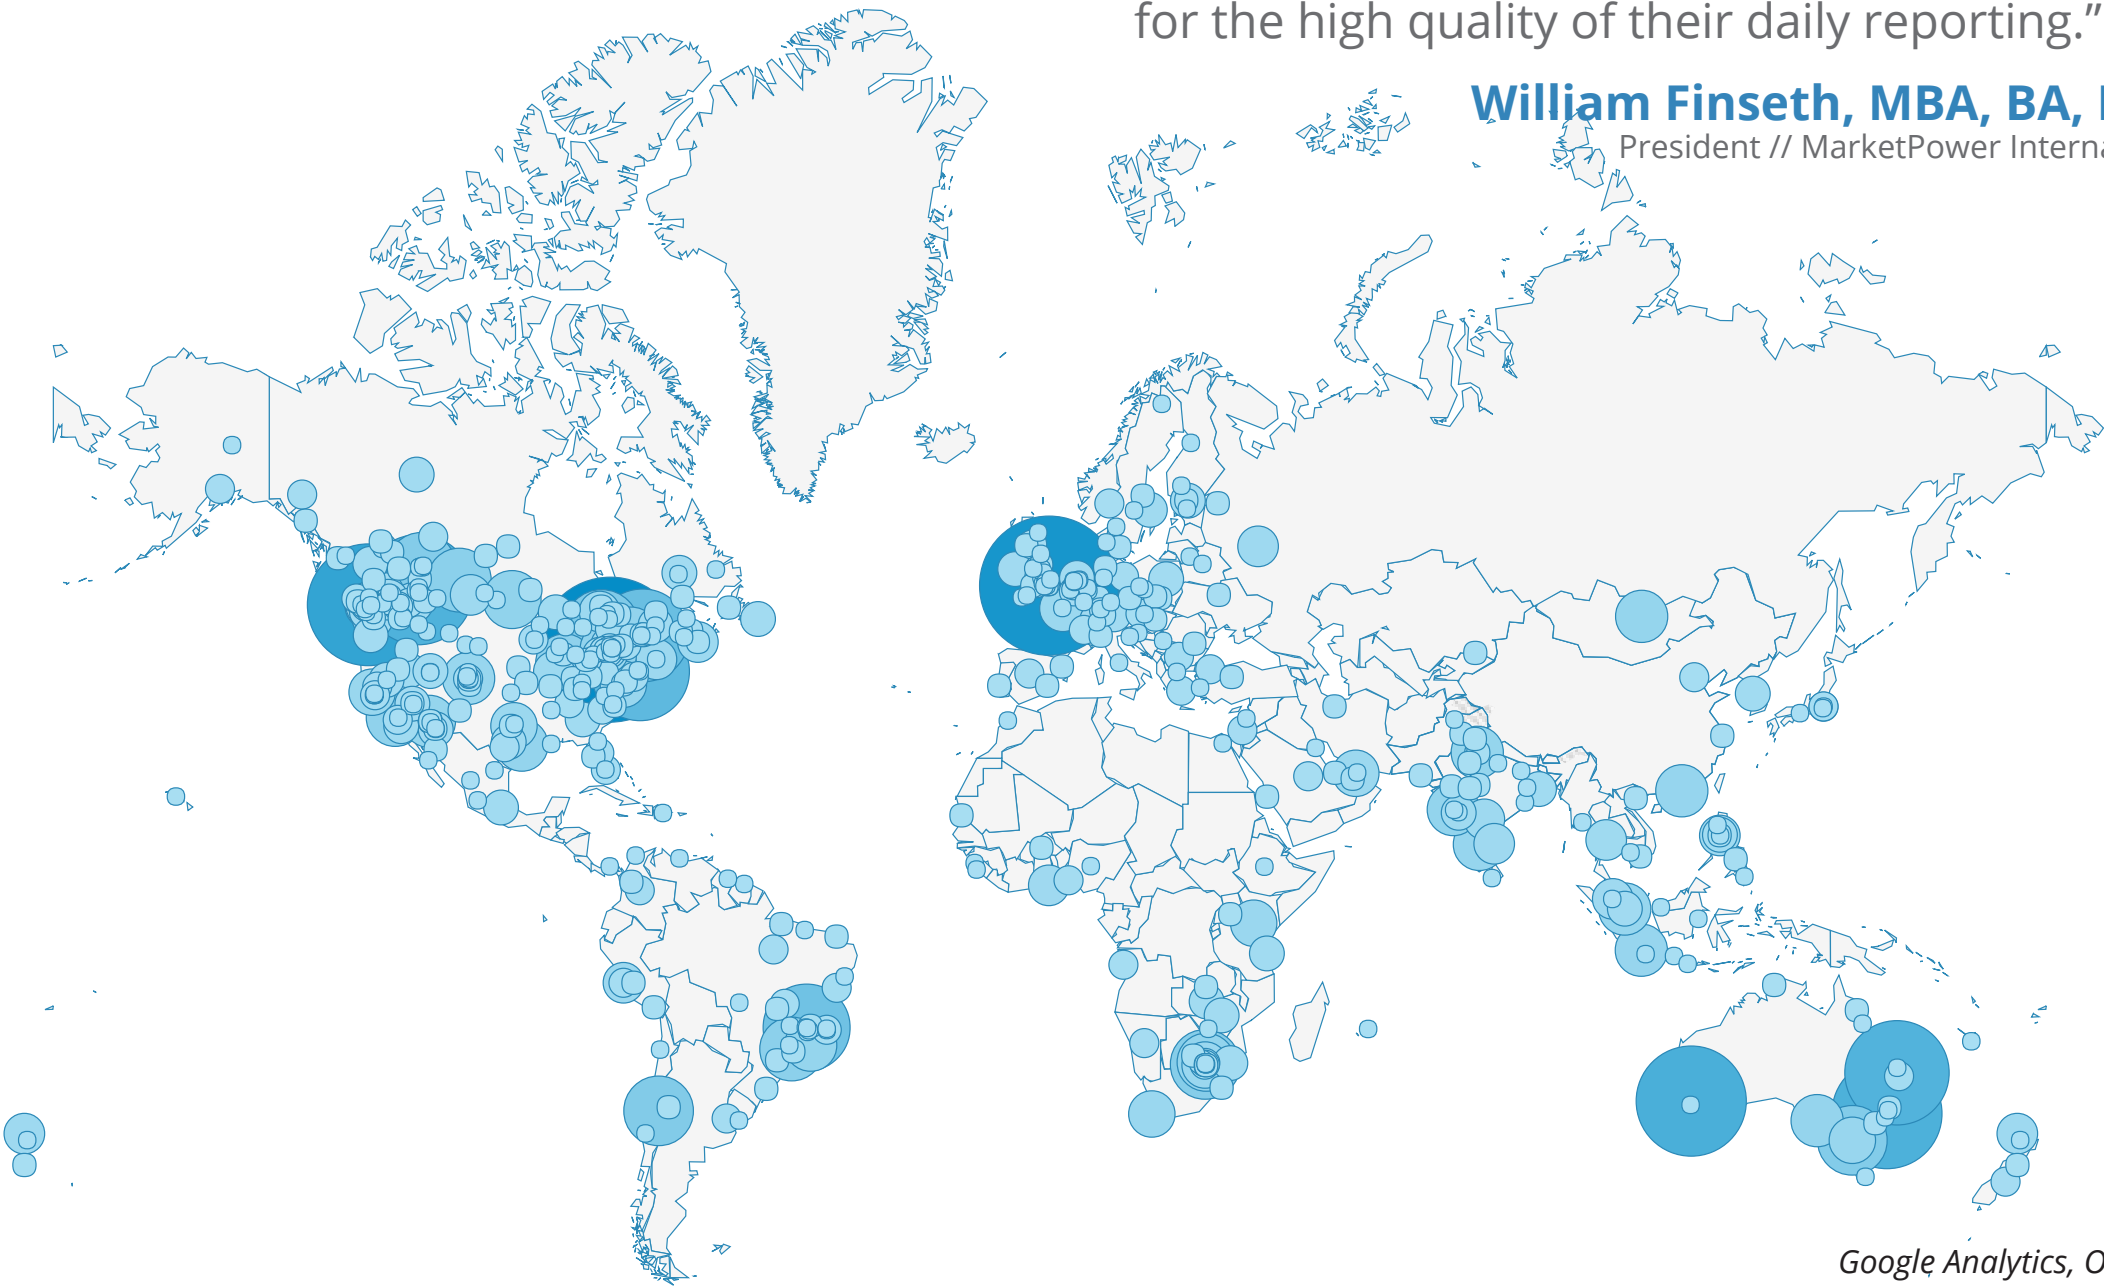 for the high quality of their daily reporting.”
William Finseth, MBA, BA,
President // MarketPower
Google Analytics,